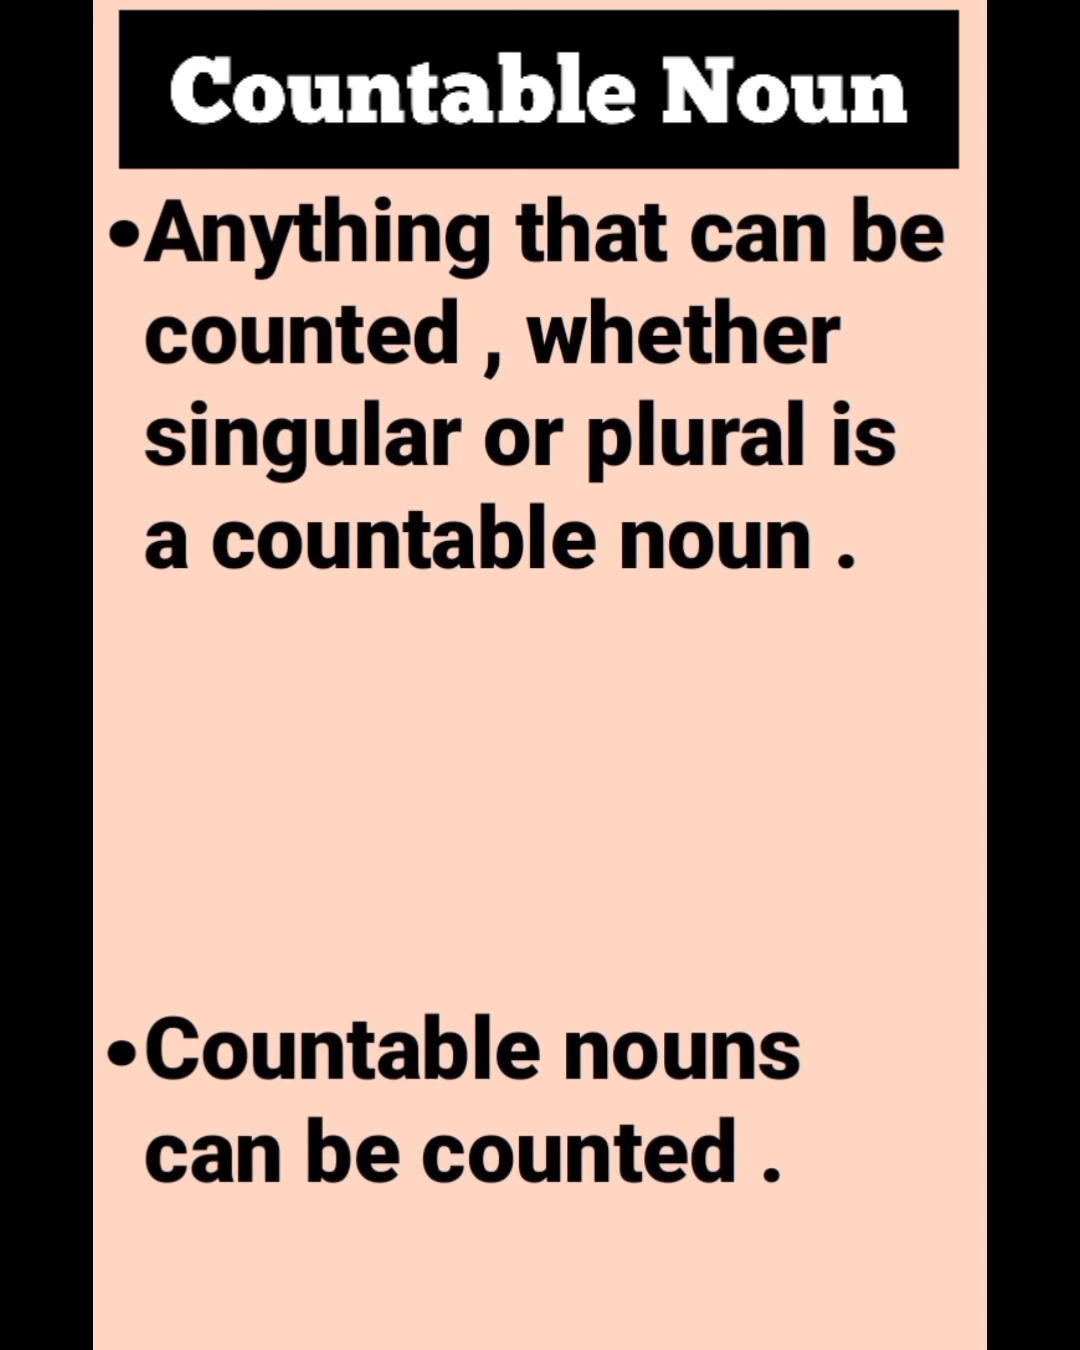 Countable Noun
•Anything that can be
counted , whether
singular or plural is
a countable noun .
•Countable nouns
can be counted .